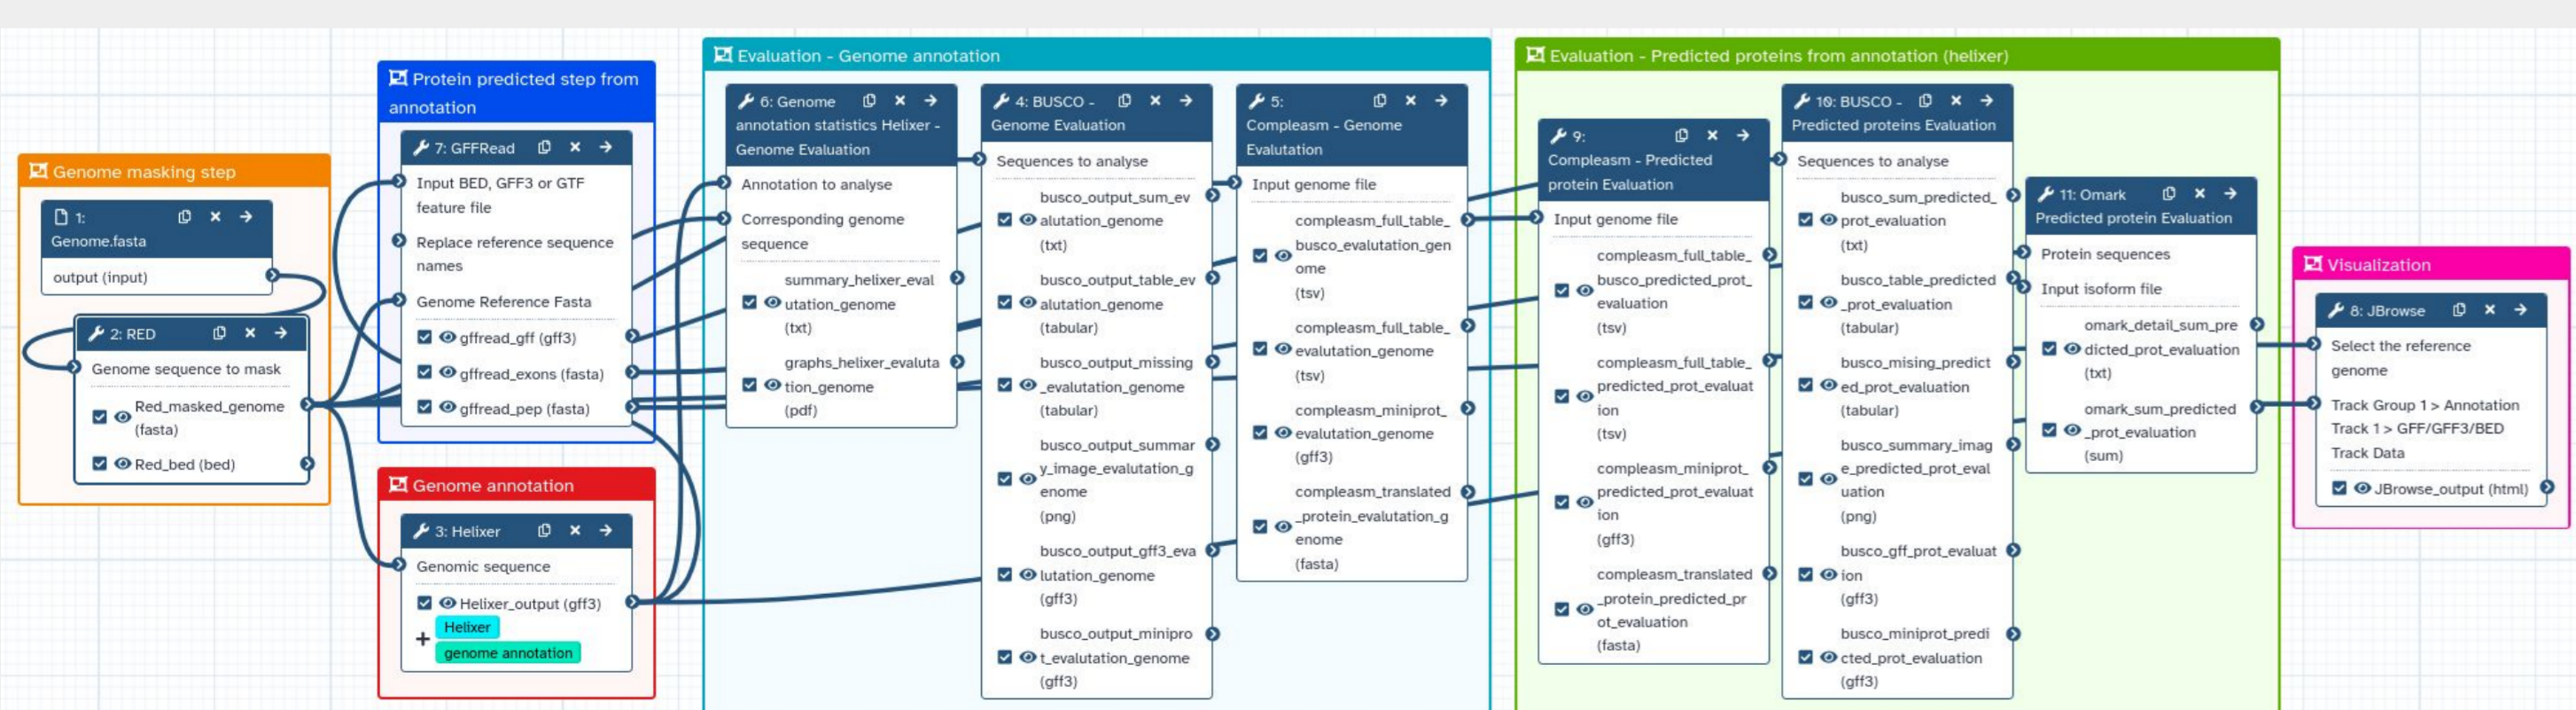 Genome masking step
1:
Genome.fasta
output (input)
2: RED
Genome sequence to mask
Red_masked_genome
(fasta)
Red_bed (bed)
Protein predicted step from
annotation
7: GFFRead
Input BED, GFF3 or GTF
feature file
Replace reference sequence
names
Genome Reference Fasta
gffread_gff (gff3)
gffread_exons (fasta)
gffread_pep (fasta)
Genome annotation
3: Helixer
Genomic sequence
Helixer_output (gff3)
Helixer
genome annotation
Evaluation - Genome annotation
6: Genome
annotation statistics Helixer -
Genome Evaluation
Annotation to analyse
Corresponding genome
sequence
summary_helixer_eval
utation_genome
(txt)
graphs_helixer_evaluta
tion_genome
(pdf)
4: BUSCO -
Genome Evaluation
Sequences to analyse
busco_output_sum_ev
alutation_genome
(txt)
busco_output_table_ev
alutation_genome
(tabular)
busco_output_missing
_evalutation_genome
(tabular)
busco_output_summar
y_image_evalutation_g
enome
(png)
busco_output_gff3_eva
lutation_genome
(gff3)
busco_output_minipro
t_evalutation_genome
(gff3)
5:
Compleasm - Genome
Evalutation
Input genome file
compleasm_full_table_
busco_evalutation_gen
ome
(tsv)
compleasm_full_table_
evalutation_genome
(tsv)
compleasm_miniprot_
evalutation_genome
(gff3)
compleasm_translated
_protein_evalutation_g
enome
(fasta)
Evaluation - Predicted proteins from annotation (helixer)
9:
Compleasm - Predicted
protein Evaluation
Input genome file
compleasm_full_table_
busco_predicted_prot_
evaluation
(tsv)
compleasm_full_table_
predicted_prot_evaluat
ion
(tsv)
compleasm_miniprot_
predicted_prot_evaluat
ion
(gff3)
compleasm_translated
_protein_predicted_pr
ot_evaluation
(fasta)
10: BUSCO -
Predicted proteins Evaluation
Sequences to analyse
busco_sum_predicted_
prot_evaluation
(txt)
busco_table_predicted
_prot_evaluation
(tabular)
busco_mising_predict
ed_prot_evaluation
(tabular)
busco_summary_imag
e_predicted_prot_eval
uation
(png)
busco_gff_prot_evaluat
ion
(gff3)
busco_miniprot_predi
cted_prot_evaluation
(gff3)
11: Omark
Predicted protein Evaluation
Protein sequences
Input isoform file
omark_detail_sum_pre
dicted_prot_evaluation
(txt)
omark_sum_predicted
_prot_evaluation
(sum)
Visualization
8: JBrowse
Select the reference
genome
Track Group 1 > Annotation
Track 1 > GFF/GFF3/BED
Track Data
JBrowse_output (html)